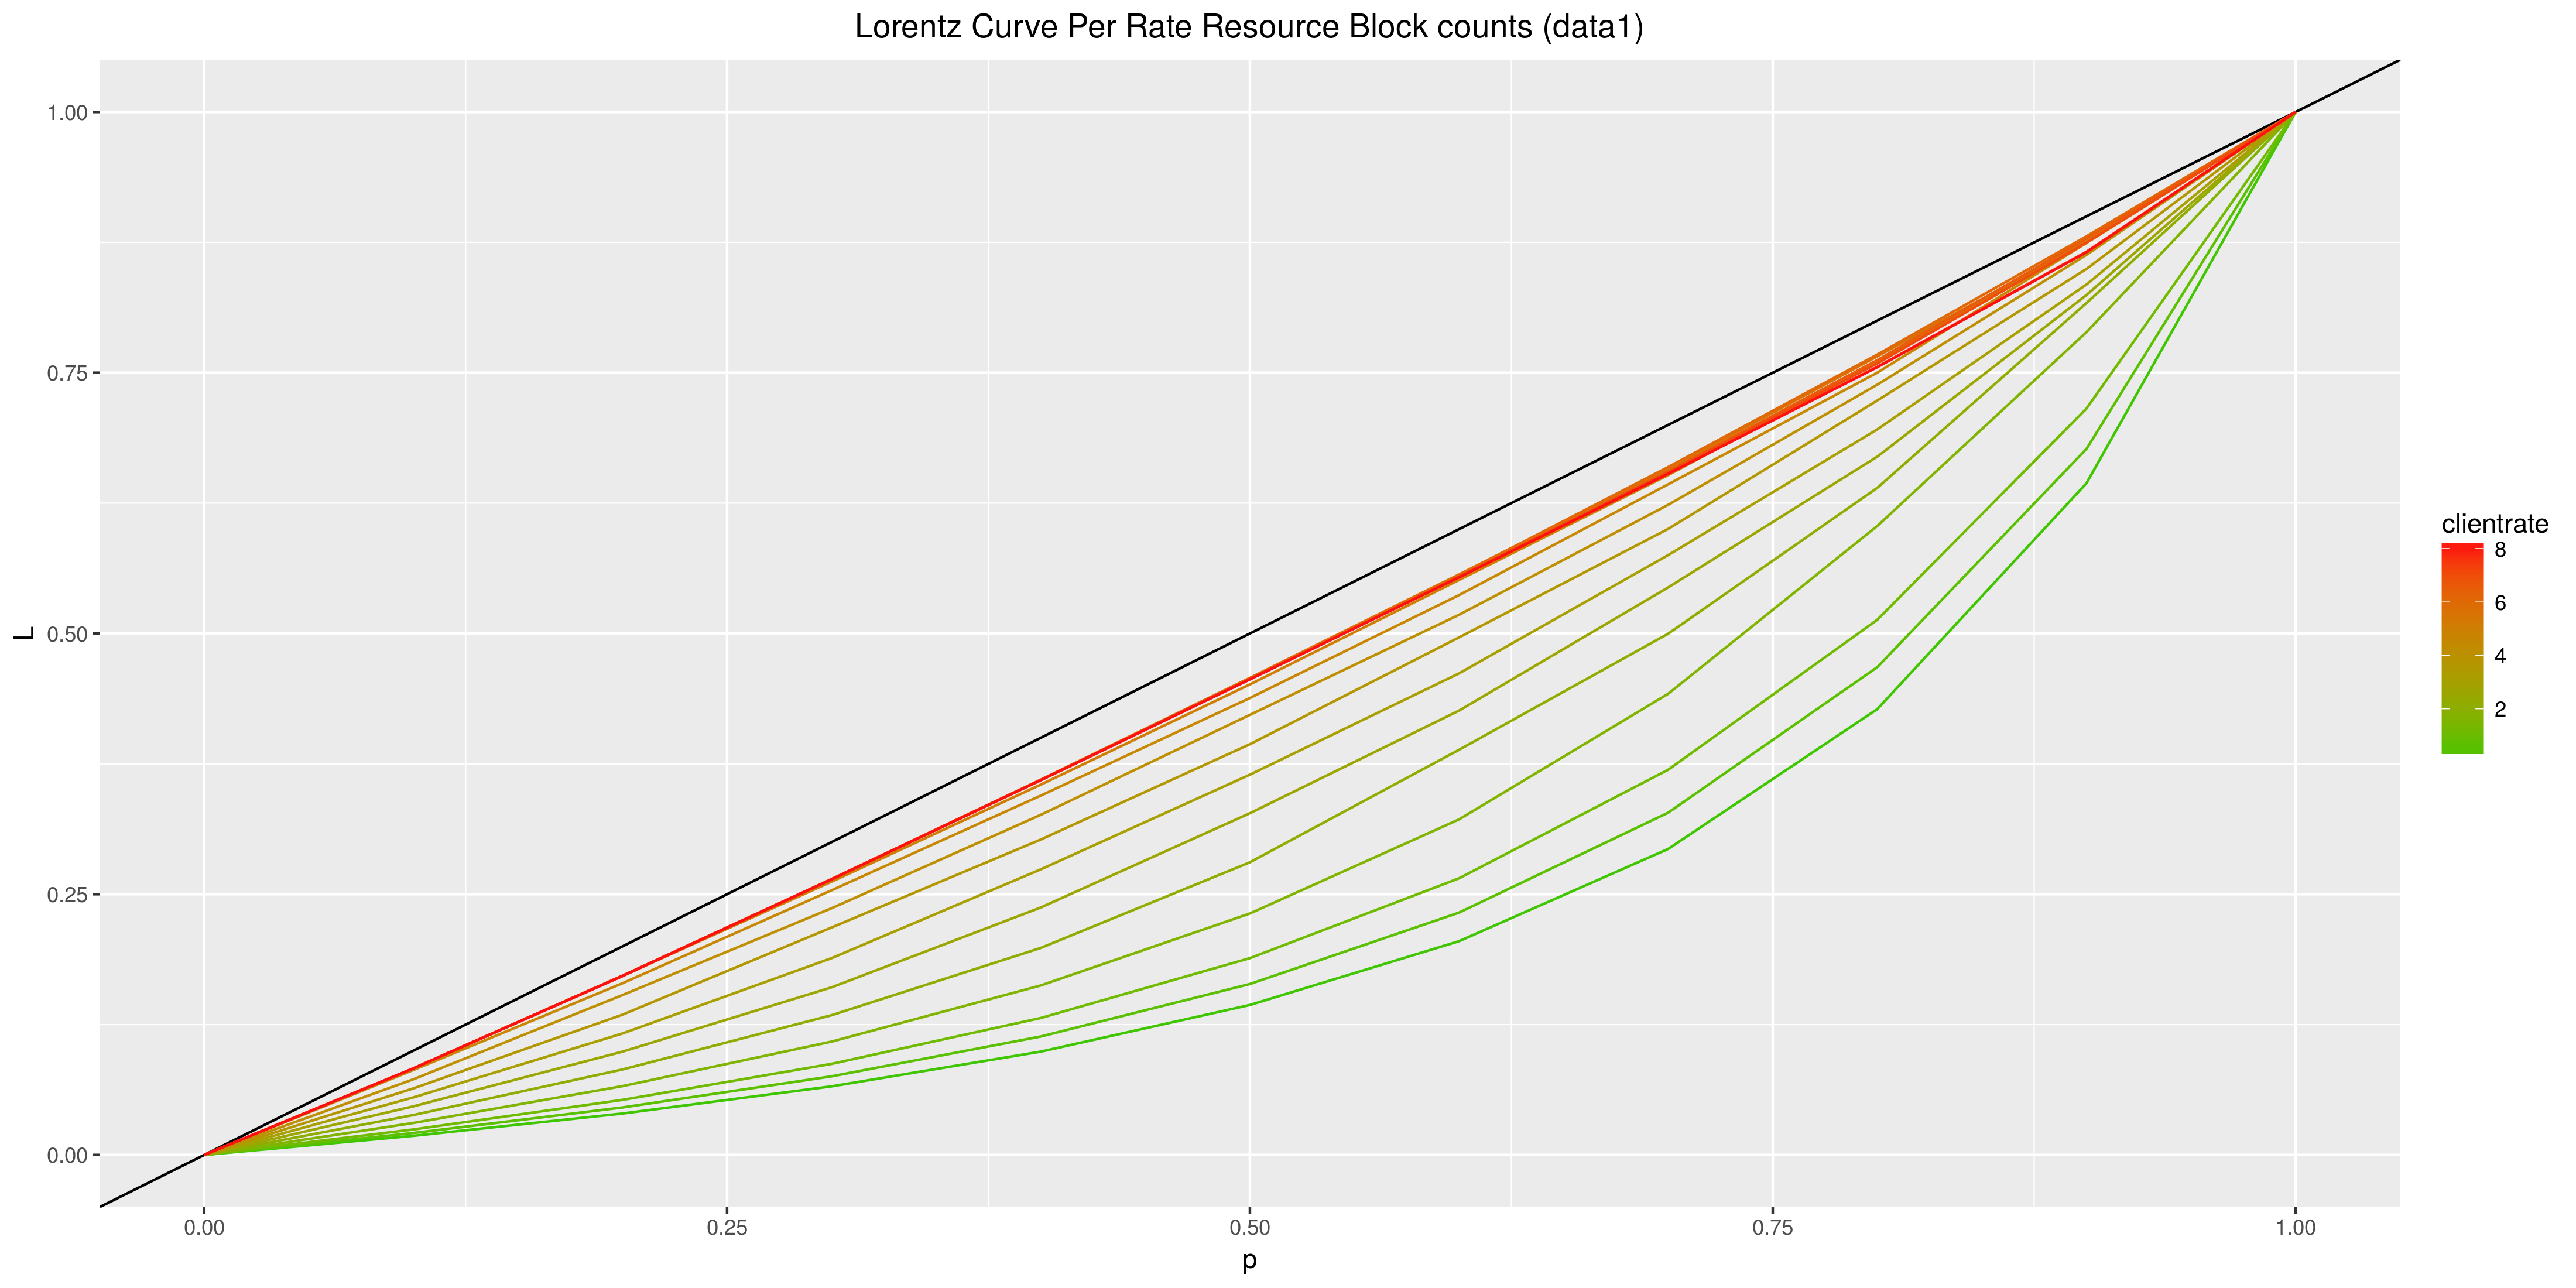 Lorentz Curve Per Rate Resource Block counts (data1)
1.00
0.75
0.50
0.25
0.00
L
0.00 0.25 0.50 0.75 1.00
p
clientrate
8
6
4
2